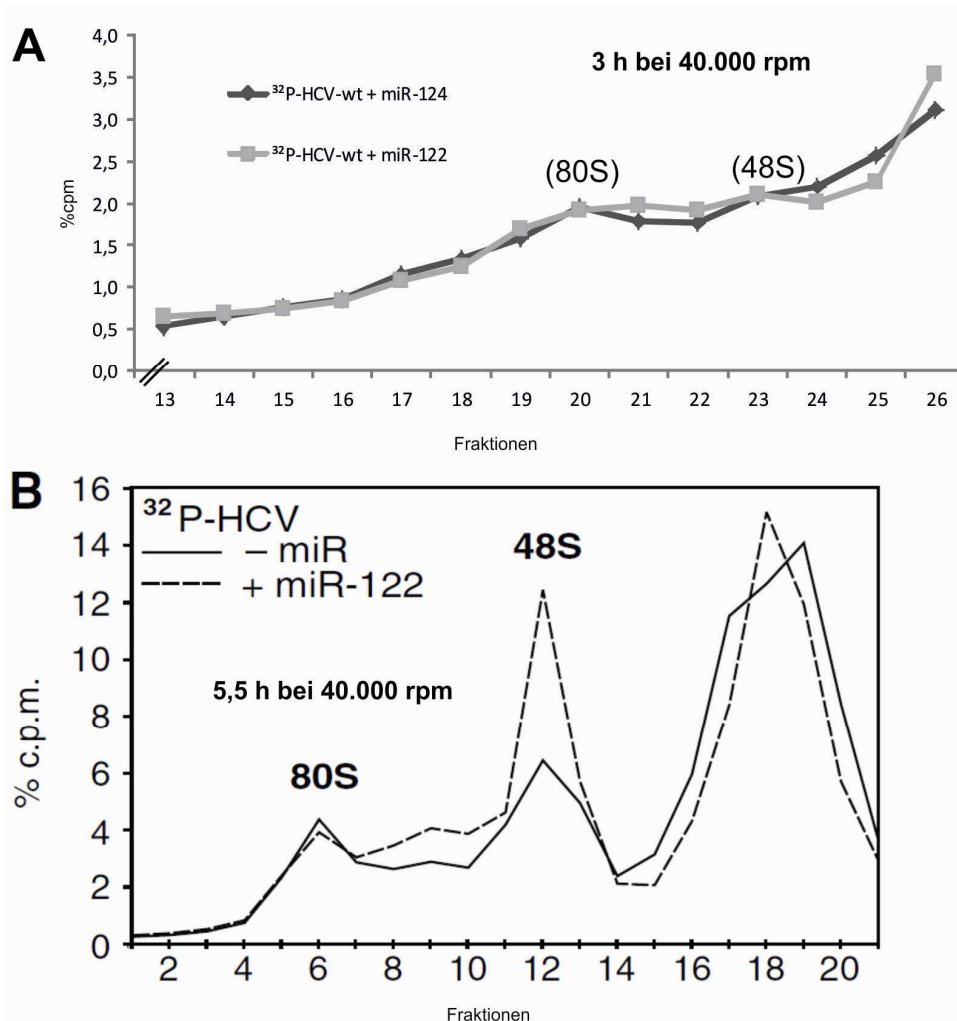 A
4,0
3,5
3,0
2,5
2,0
1,5
1,0
0,5
0,0
%cpm
3 h bei 40.000 rpm
³²P-HCV-wt + miR-124
³²P-HCV-wt + miR-122
(80S)
(48S)
13 14 15 16 17 18 19 20 21 22 23 24 25 26
Fraktionen
B
16
14
12
10
8
6
4
2
0
% c.p.m.
³²P-HCV
− miR
+ miR-122
48S
5,5 h bei 40.000 rpm
80S
2 4 6 8 10 12 14 16 18 20
Fraktionen